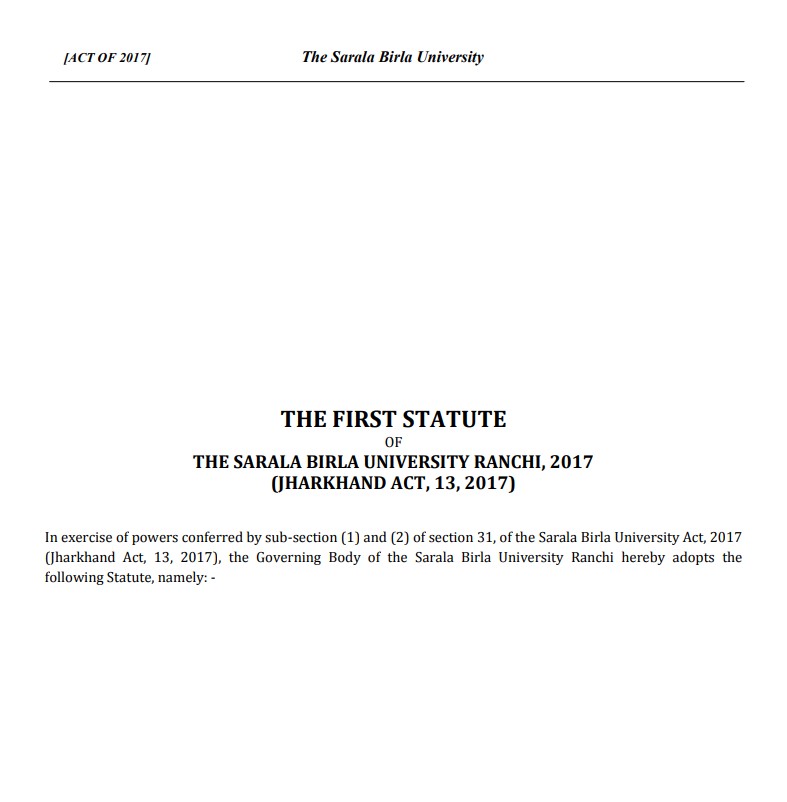 [ACT OF 2017] The Sarala Birla University
THE FIRST STATUTE
OF
THE SARALA BIRLA UNIVERSITY RANCHI, 2017
(JHARKHAND ACT, 13, 2017)
In exercise of powers conferred by sub-section (1) and (2) of section 31, of the Sarala Birla University Act, 2017
(Jharkhand Act, 13, 2017), the Governing Body of the Sarala Birla University Ranchi hereby adopts the
following Statute, namely: -